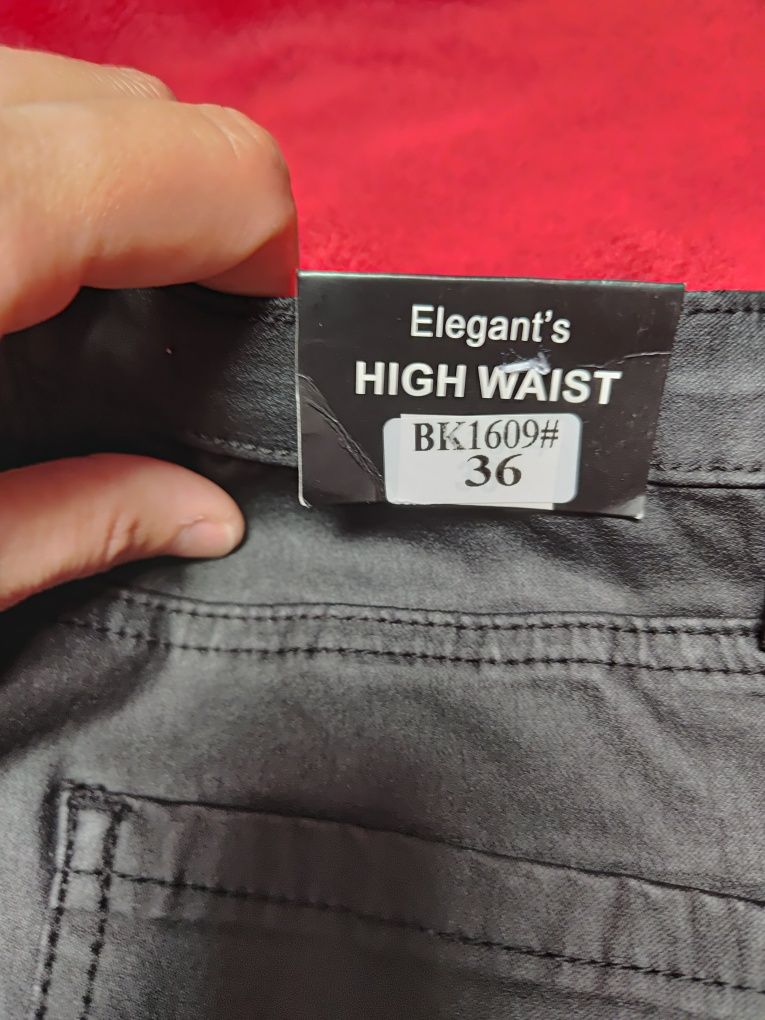 Elegant's
HIGH WAIST
BK1609#
36